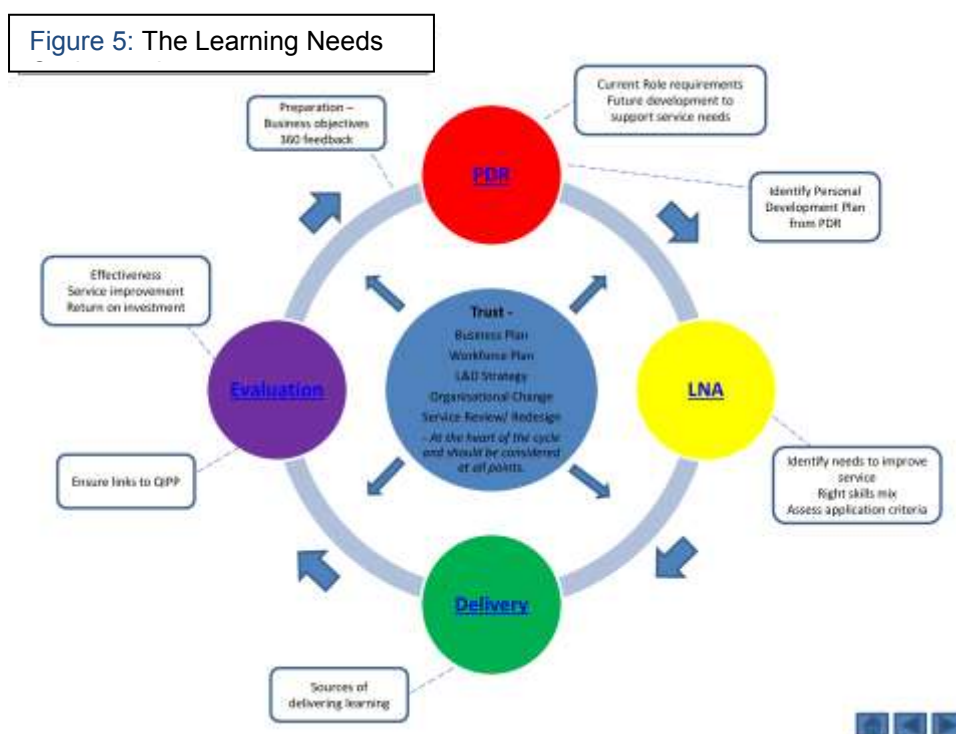 Figure 5: The Learning Needs
Current Role requirements
Future development to
support service needs
Preparation –
Business objectives
360 feedback
PDR
Identify Personal
Development Plan
from PDR
Effectiveness
Service improvement
Return on investment
Trust -
Business Plan
Workforce Plan
L&D Strategy
Organisational Change
Service Review/ Redesign
- At the heart of the cycle
and should be considered
at all points.
Evaluation
LNA
Ensure links to QIPP
Identify needs to improve
service
Right skills mix
Assess application criteria
Delivery
Sources of
delivering learning